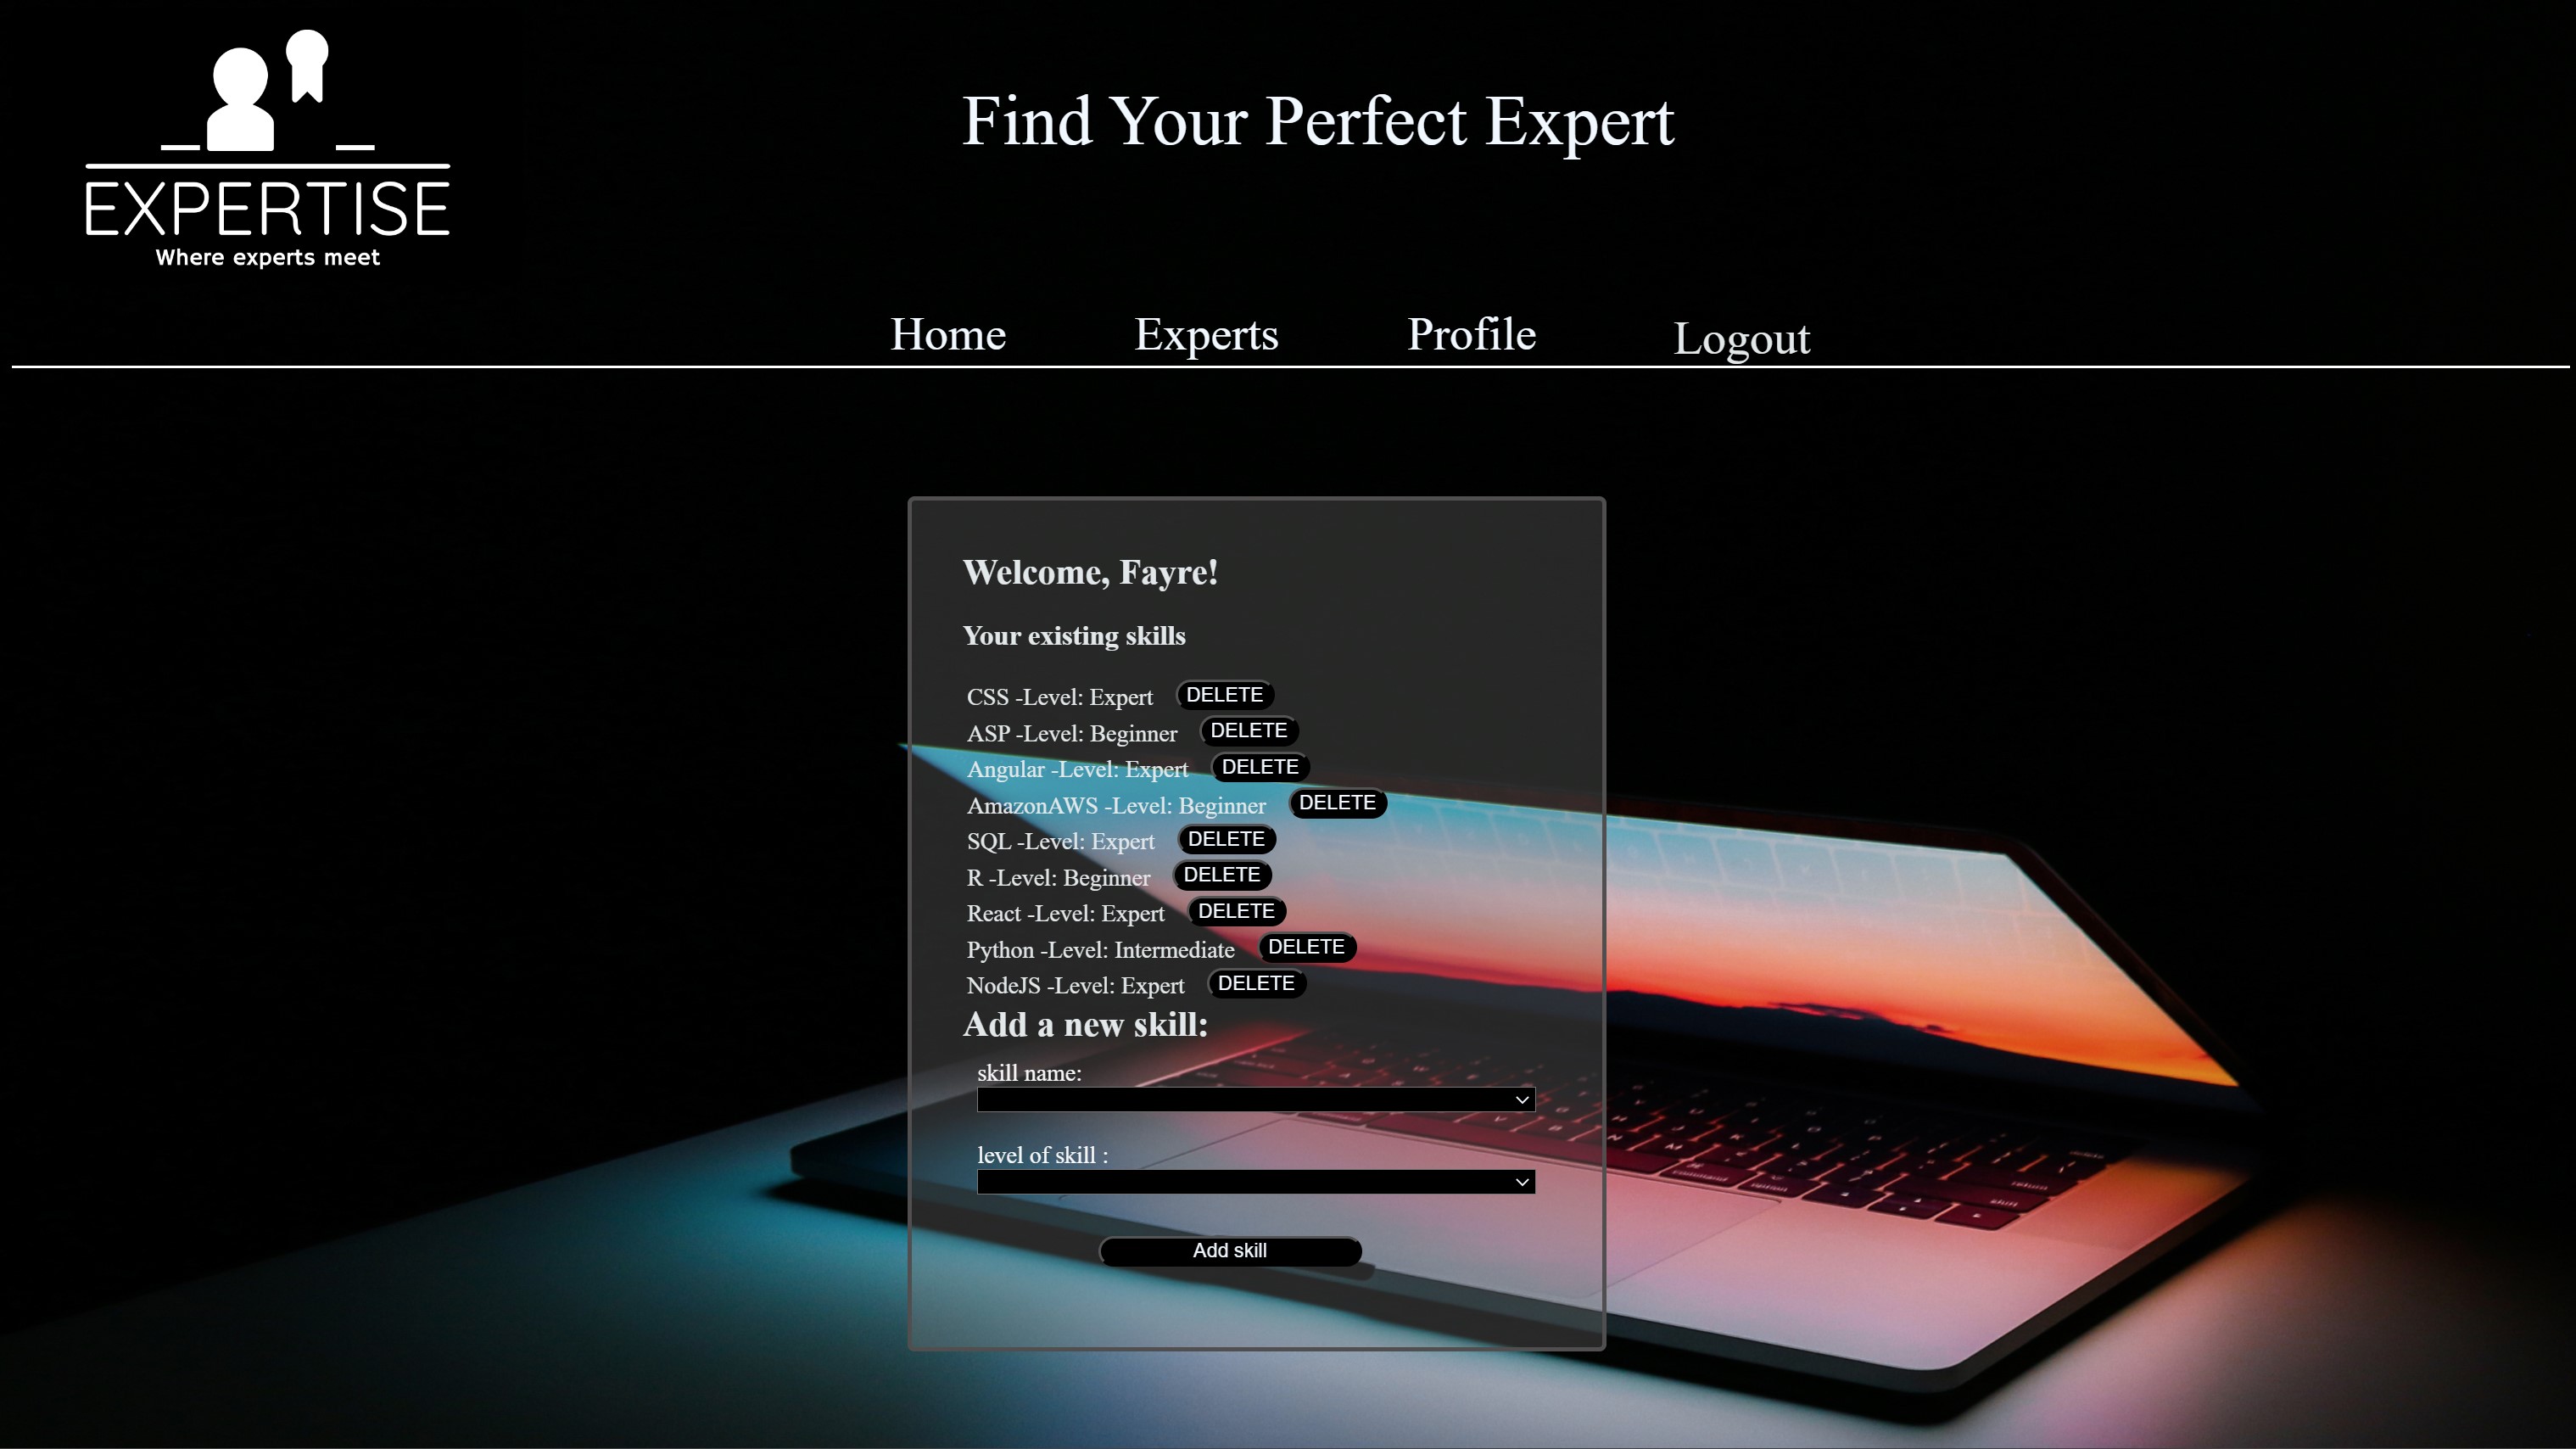 EXPERTISE
Where experts meet
Find Your Perfect Expert
Home Experts Profile Logout
Welcome, Fayre!
Your existing skills
CSS -Level: Expert DELETE
ASP -Level: Beginner DELETE
Angular -Level: Expert DELETE
AmazonAWS -Level: Beginner DELETE
SQL -Level: Expert DELETE
R -Level: Beginner DELETE
React -Level: Expert DELETE
Python -Level: Intermediate DELETE
NodeJS -Level: Expert DELETE
Add a new skill:
skill name:
level of skill :
Add skill